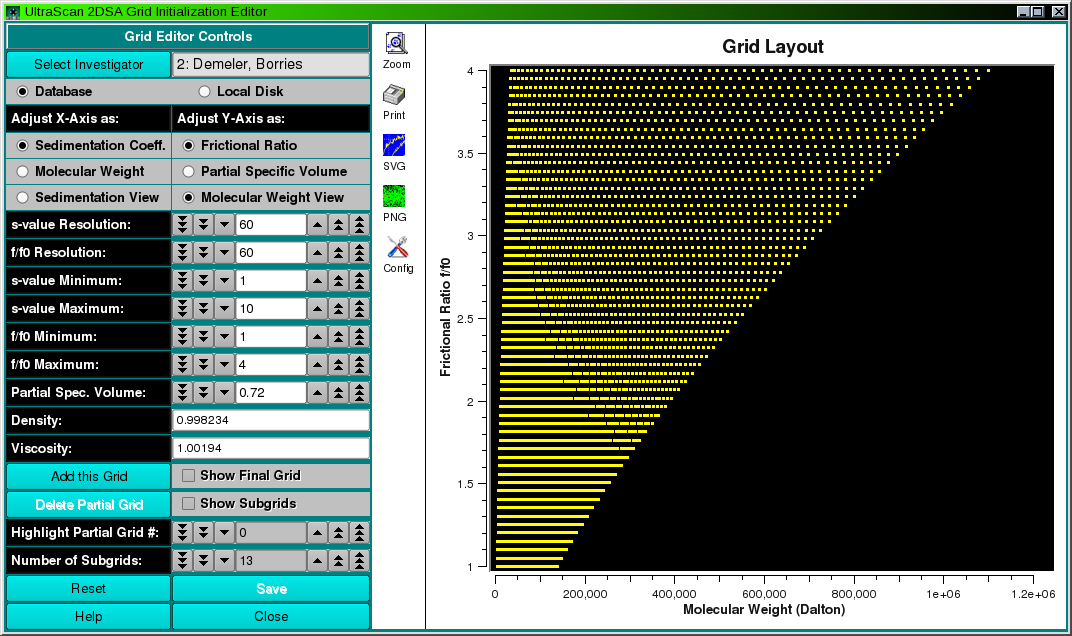 UltraScan 2DSA Grid Initialization Editor
Grid Editor Controls
Select Investigator 2: Demeler, Borries
Database Local Disk
Adjust X-Axis as: Adjust Y-Axis as:
Sedimentation Coeff. Frictional Ratio
Molecular Weight Partial Specific Volume
Sedimentation View Molecular Weight View
s-value Resolution: 60
f/f0 Resolution: 60
s-value Minimum: 1
s-value Maximum: 10
f/f0 Minimum: 1
f/f0 Maximum: 4
Partial Spec. Volume: 0.72
Density: 0.998234
Viscosity: 1.00194
Add this Grid Show Final Grid
Delete Partial Grid Show Subgrids
Highlight Partial Grid #: 0
Number of Subgrids: 13
Reset Save
Help Close
Zoom
Print
SVG
PNG
Config
Grid Layout
Frictional Ratio f/f0
4
3.5
3
2.5
2
1.5
1
0 200,000 400,000 600,000 800,000 1e+06 1.2e+06
Molecular Weight (Dalton)